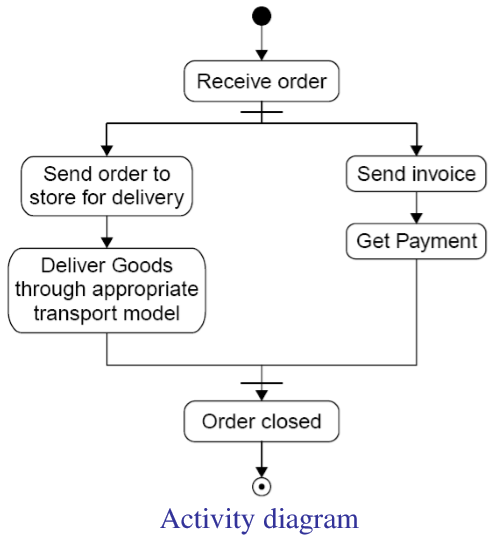 Receive order
Send order to
store for delivery
Send invoice
Get Payment
Deliver Goods
through appropriate
transport model
Order closed
Activity diagram